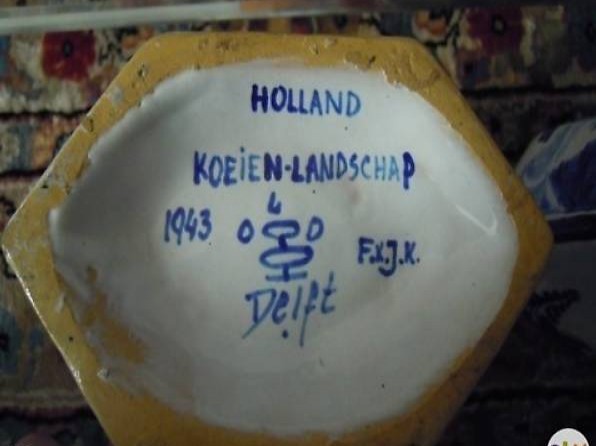 HOLLAND
KOEiEN-LANDSCHAP
1943
L
O D
F.x.J.K.
Delft